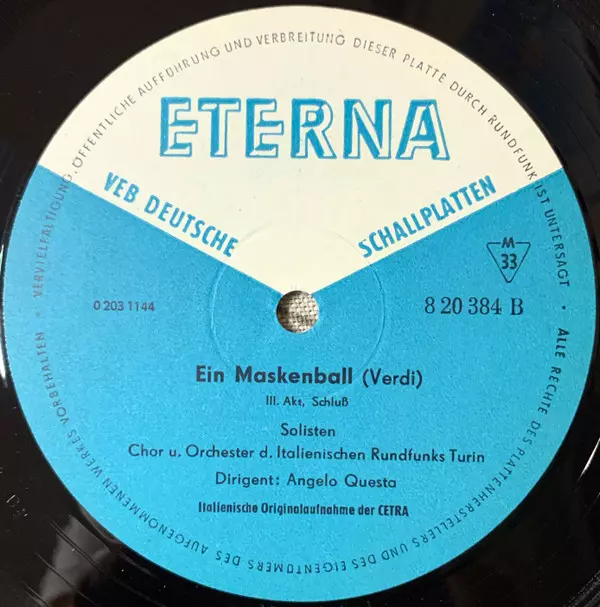 ETERNA
VEB DEUTSCHE SCHALLPLATTEN
M
33
0 203 1144
8 20 384 B
Ein Maskenball (Verdi)
III. Akt, Schluß
Solisten
Chor u. Orchester d. Italienischen Rundfunks Turin
Dirigent: Angelo Questa
Italienische Originalaufnahme der CETRA
ALLE RECHTE DES PLATTENHERSTELLERS UND DES EIGENTÜMERS DES AUFGENOMMENEN WERKES VORBEHALTEN • VERVIELFÄLTIGUNG, ÖFFENTLICHE AUFFÜHRUNG UND VERBREITUNG DIESER PLATTE DURCH RUNDFUNK IST UNTERSAGT •